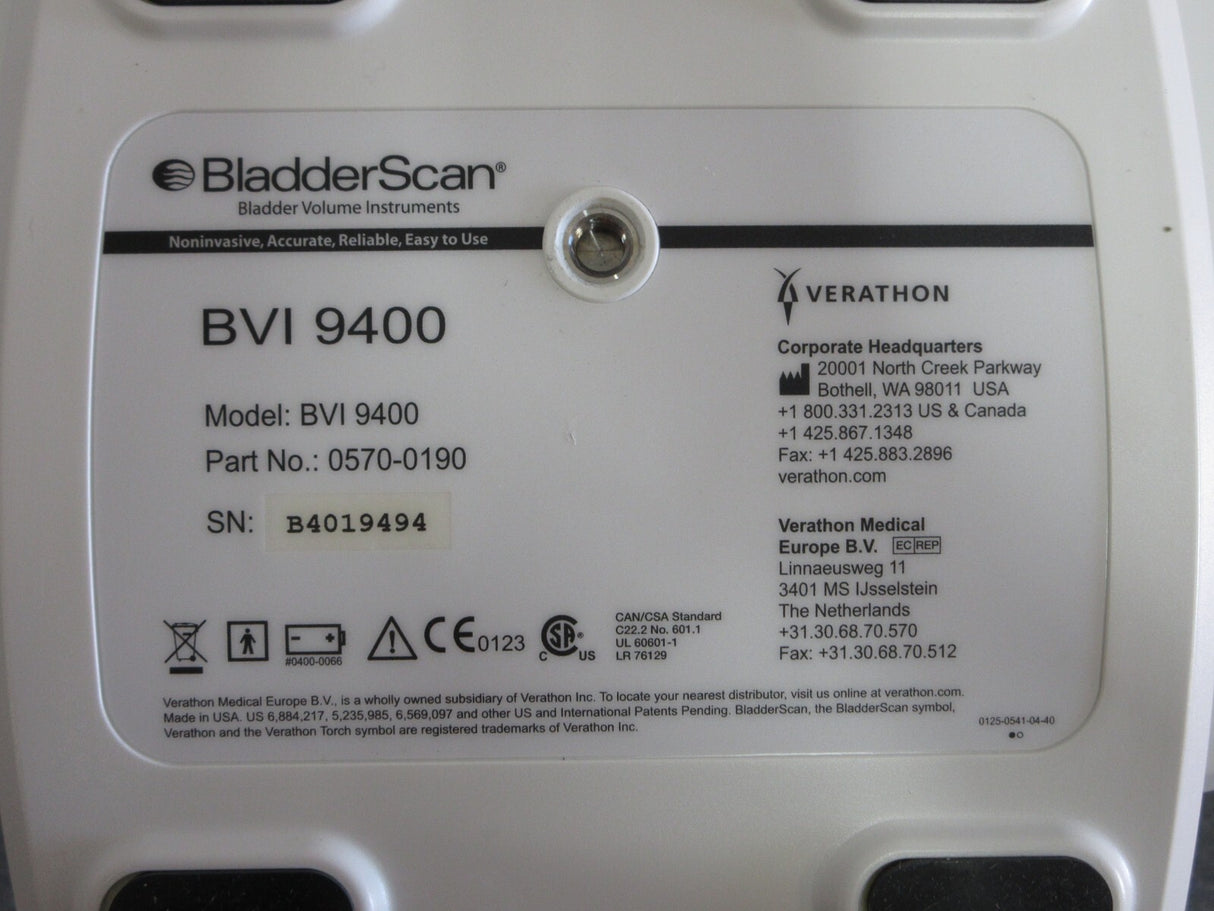 BladderScan®
Bladder Volume Instruments
Noninvasive, Accurate, Reliable, Easy to Use
BVI 9400
Model: BVI 9400
Part No.: 0570-0190
SN: B4019494
VERATHON
Corporate Headquarters
20001 North Creek Parkway
Bothell, WA 98011 USA
+1 800.331.2313 US & Canada
+1 425.867.1348
Fax: +1 425.883.2896
verathon.com
Verathon Medical
Europe B.V. EC REP
Linnaeusweg 11
3401 MS IJsselstein
The Netherlands
+31.30.68.70.570
Fax: +31.30.68.70.512
- +
#0400-0066
CE 0123
SA®
C US
CAN/CSA Standard
C22.2 No. 601.1
UL 60601-1
LR 76129
Verathon Medical Europe B.V., is a wholly owned subsidiary of Verathon Inc. To locate your nearest distributor, visit us online at verathon.com.
Made in USA. US 6,884,217, 5,235,985, 6,569,097 and other US and International Patents Pending. BladderScan, the BladderScan symbol,
Verathon and the Verathon Torch symbol are registered trademarks of Verathon Inc.
0125-0541-04-40